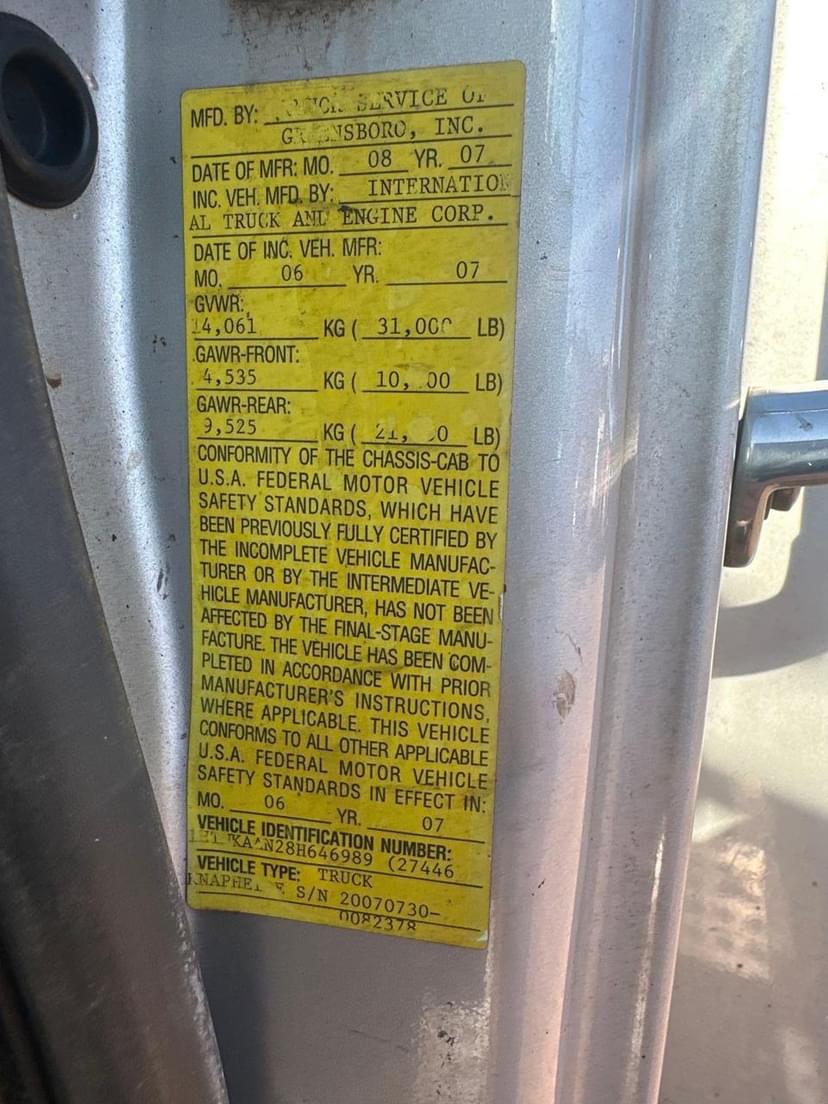 MFD. BY: SERVICE OF
GREENSBORO, INC.
DATE OF MFR: MO. 08 YR. 07
INC. VEH. MFD. BY: INTERNATION
AL TRUCK AND ENGINE CORP.
DATE OF INC. VEH. MFR:
MO. 06 YR. 07
GVWR:
14,061 KG ( 31,000 LB)
GAWR-FRONT:
4,535 KG ( LB)
GAWR-REAR:
9,525 KG ( LB)
CONFORMITY OF THE CHASSIS-CAB TO
U.S.A. FEDERAL MOTOR VEHICLE
SAFETY STANDARDS, WHICH HAVE
BEEN PREVIOUSLY FULLY CERTIFIED BY
THE INCOMPLETE VEHICLE MANUFAC-
TURER OR BY THE INTERMEDIATE VE-
HICLE MANUFACTURER, HAS NOT BEEN
AFFECTED BY THE FINAL-STAGE MANU-
FACTURE. THE VEHICLE HAS BEEN COM-
PLETED IN ACCORDANCE WITH PRIOR
MANUFACTURER'S INSTRUCTIONS,
WHERE APPLICABLE. THIS VEHICLE
CONFORMS TO ALL OTHER APPLICABLE
U.S.A. FEDERAL MOTOR VEHICLE
SAFETY STANDARDS IN EFFECT IN:
MO. 06 YR. 07
VEHICLE IDENTIFICATION NUMBER:
(27446
VEHICLE TYPE: TRUCK
S/N 20070730-
0082378